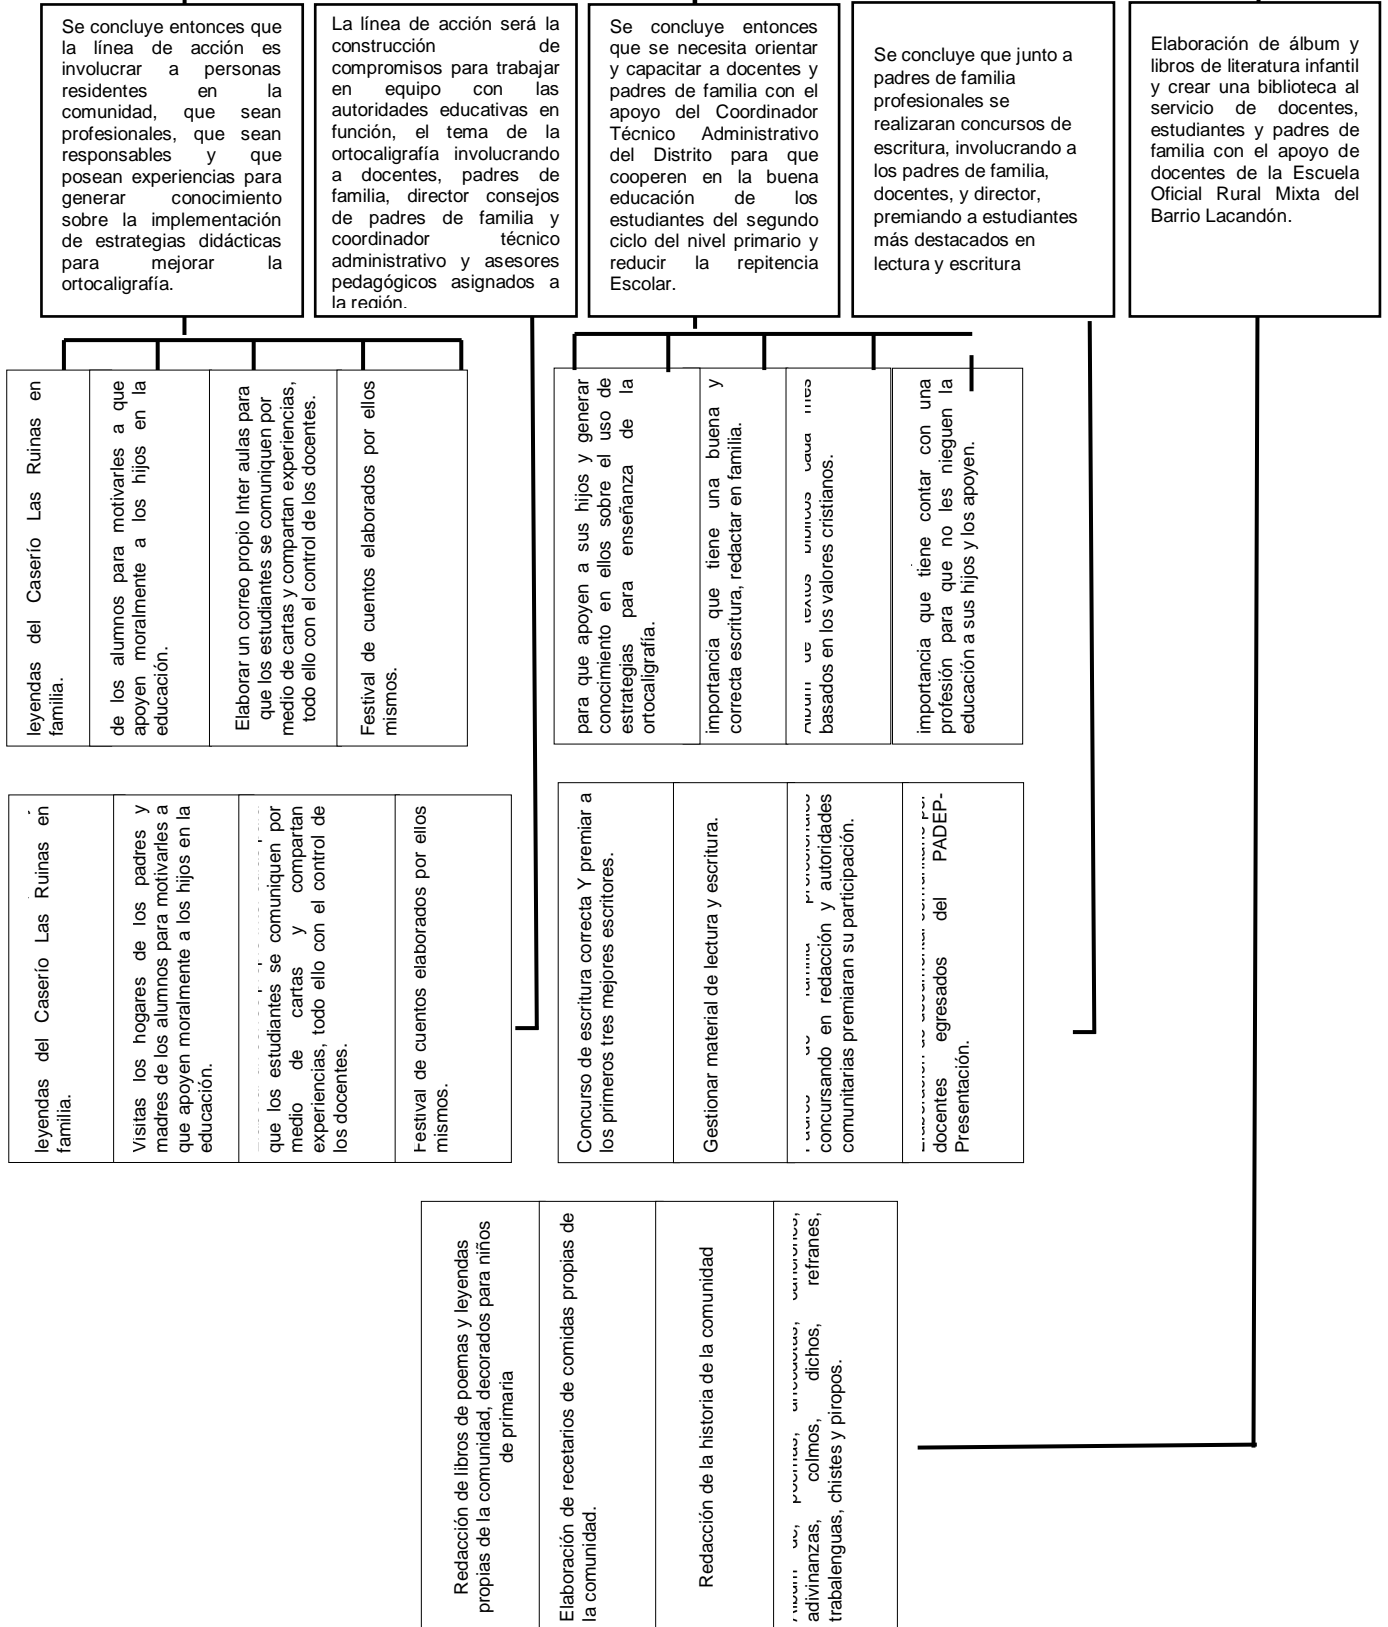 Se concluye entonces que
la línea de acción es
involucrar a personas
residentes en la
comunidad, que sean
profesionales, que sean
responsables y que
posean experiencias para
generar conocimiento
sobre la implementación
de estrategias didácticas
para mejorar la
ortocaligrafía.
La línea de acción será la
construcción de
compromisos para trabajar
en equipo con las
autoridades educativas en
función, el tema de la
ortocaligrafía involucrando
a docentes, padres de
familia, director consejos
de padres de familia y
coordinador técnico
administrativo y asesores
pedagógicos asignados a
la región.
Se concluye entonces
que se necesita orientar
y capacitar a docentes y
padres de familia con el
apoyo del Coordinador
Técnico Administrativo
del Distrito para que
cooperen en la buena
educación de los
estudiantes del segundo
ciclo del nivel primario y
reducir la repitencia
Escolar.
Se concluye que junto a
padres de familia
profesionales se
realizaran concursos de
escritura, involucrando a
los padres de familia,
docentes, y director,
premiando a estudiantes
más destacados en
lectura y escritura
Elaboración de álbum y
libros de literatura infantil
y crear una biblioteca al
servicio de docentes,
estudiantes y padres de
familia con el apoyo de
docentes de la Escuela
Oficial Rural Mixta del
Barrio Lacandón.
leyendas del Caserío Las Ruinas en
familia.
de los alumnos para motivarles a que
apoyen moralmente a los hijos en la
educación.
Elaborar un correo propio Inter aulas para
que los estudiantes se comuniquen por
medio de cartas y compartan experiencias,
todo ello con el control de los docentes.
Festival de cuentos elaborados por ellos
mismos.
para que apoyen a sus hijos y generar
conocimiento en ellos sobre el uso de
estrategias para enseñanza de la
ortocaligrafía.
importancia que tiene una buena y
correcta escritura, redactar en familia.
Álbum de textos bíblicos cada mes
basados en los valores cristianos.
importancia que tiene contar con una
profesión para que no les nieguen la
educación a sus hijos y los apoyen.
leyendas del Caserío Las Ruinas en
familia.
Visitas los hogares de los padres y
madres de los alumnos para motivarles a
que apoyen moralmente a los hijos en la
educación.
que los estudiantes se comuniquen por
medio de cartas y compartan
experiencias, todo ello con el control de
los docentes.
Festival de cuentos elaborados por ellos
mismos.
Concurso de escritura correcta Y premiar a
los primeros tres mejores escritores.
Gestionar material de lectura y escritura.
Padres de familia profesionales
concursando en redacción y autoridades
comunitarias premiaran su participación.
Elaboración de documental comunitario por
docentes egresados del PADEP-
Presentación.
Redacción de libros de poemas y leyendas
propias de la comunidad, decorados para niños
de primaria
Elaboración de recetarios de comidas propias de
la comunidad.
Redacción de la historia de la comunidad
Álbum de, poemas, anécdotas, canciones,
adivinanzas, colmos, dichos, refranes,
trabalenguas, chistes y piropos.